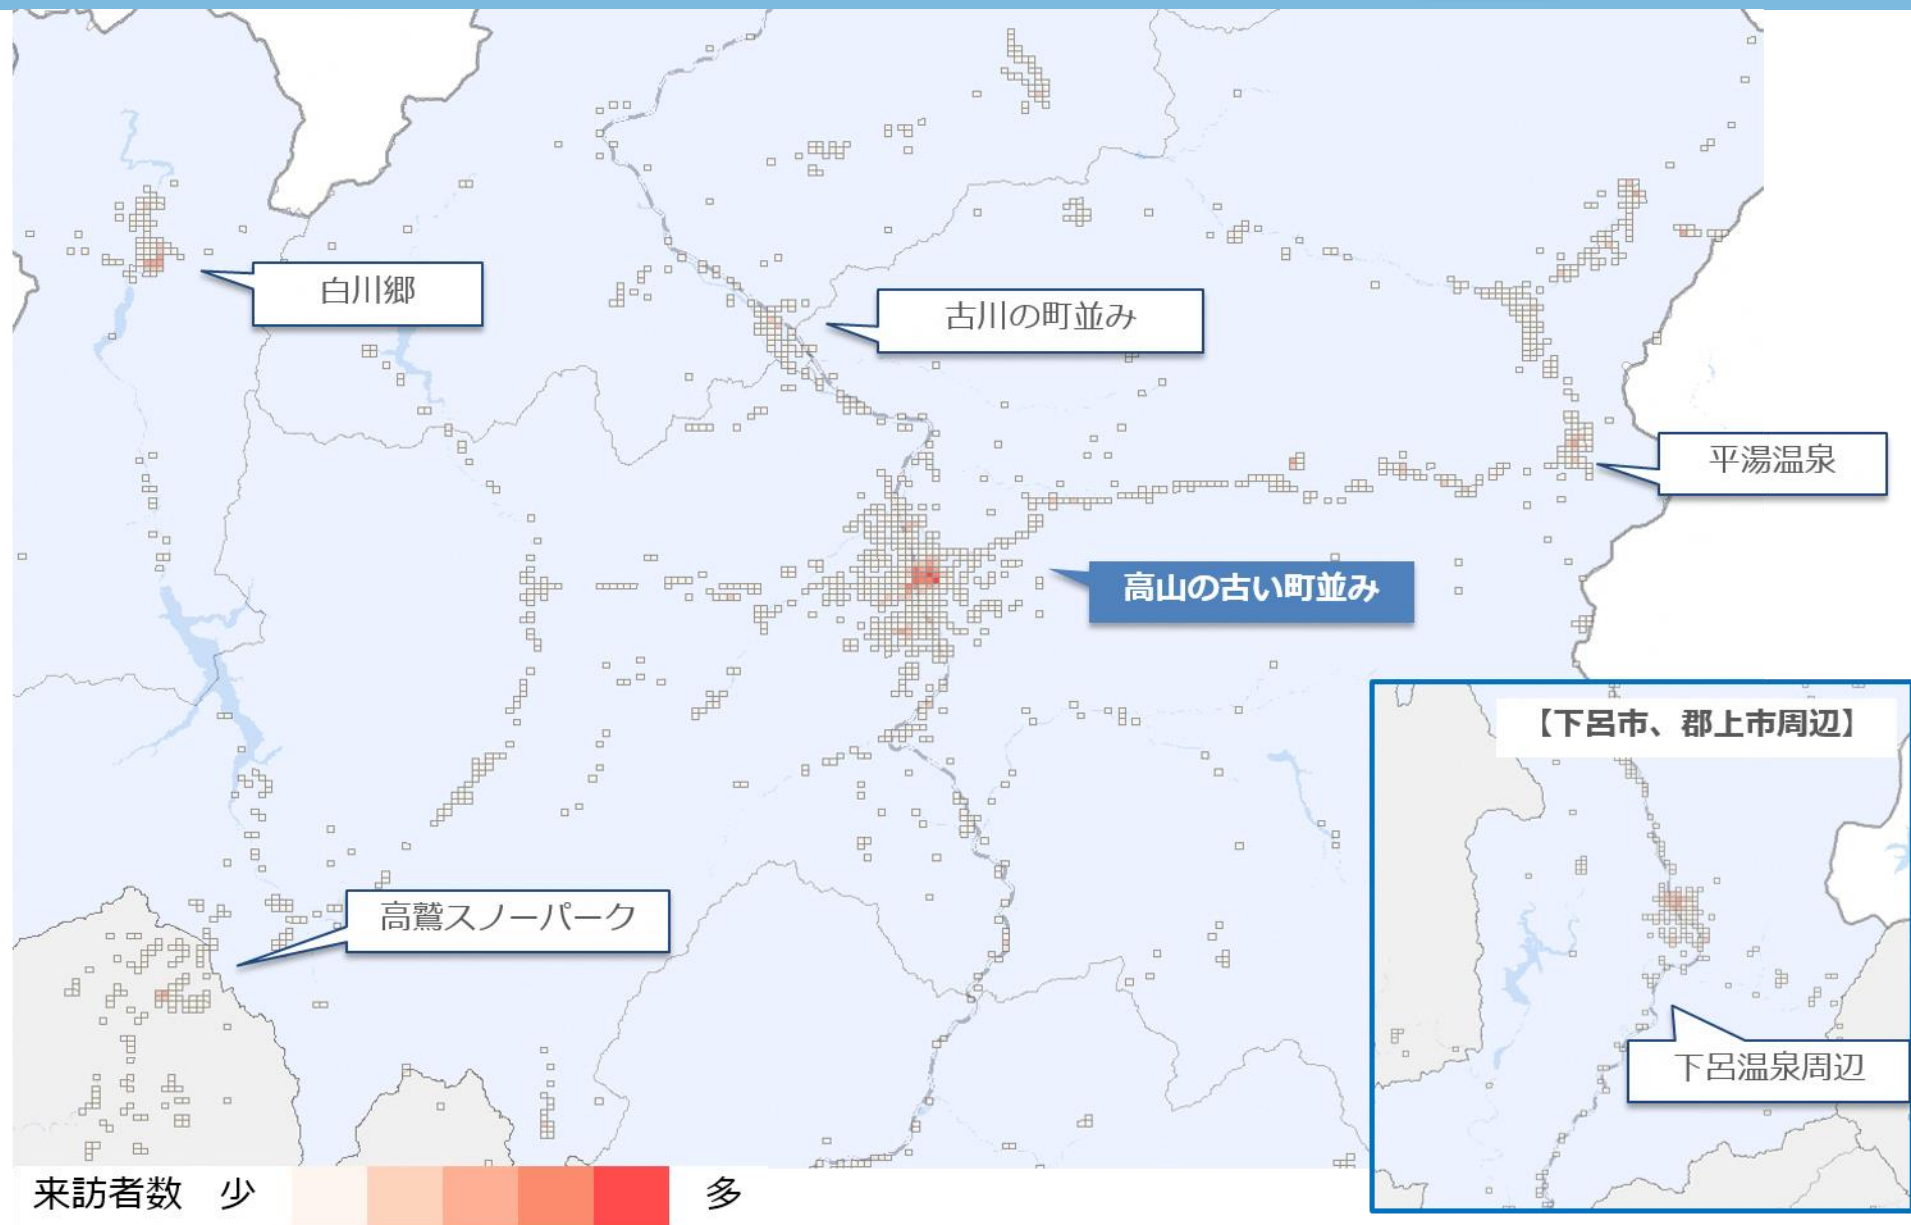 白川郷
古川の町並み
平湯温泉
高山の古い町並み
【下呂市、郡上市周辺】
高鷲スノーパーク
下呂温泉周辺
来訪者数 少 多